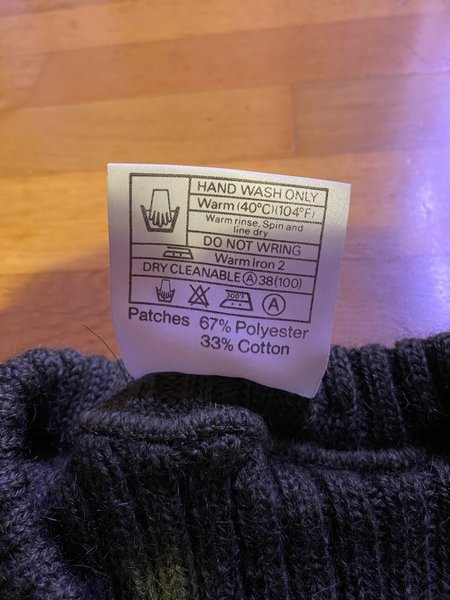 HAND WASH ONLY
Warm (40°C)(104°F)
Warm rinse, Spin and
line dry
DO NOT WRING
Warm Iron 2
DRY CLEANABLE Ⓐ 38(100)
300°F Ⓐ
Patches 67% Polyester
33% Cotton